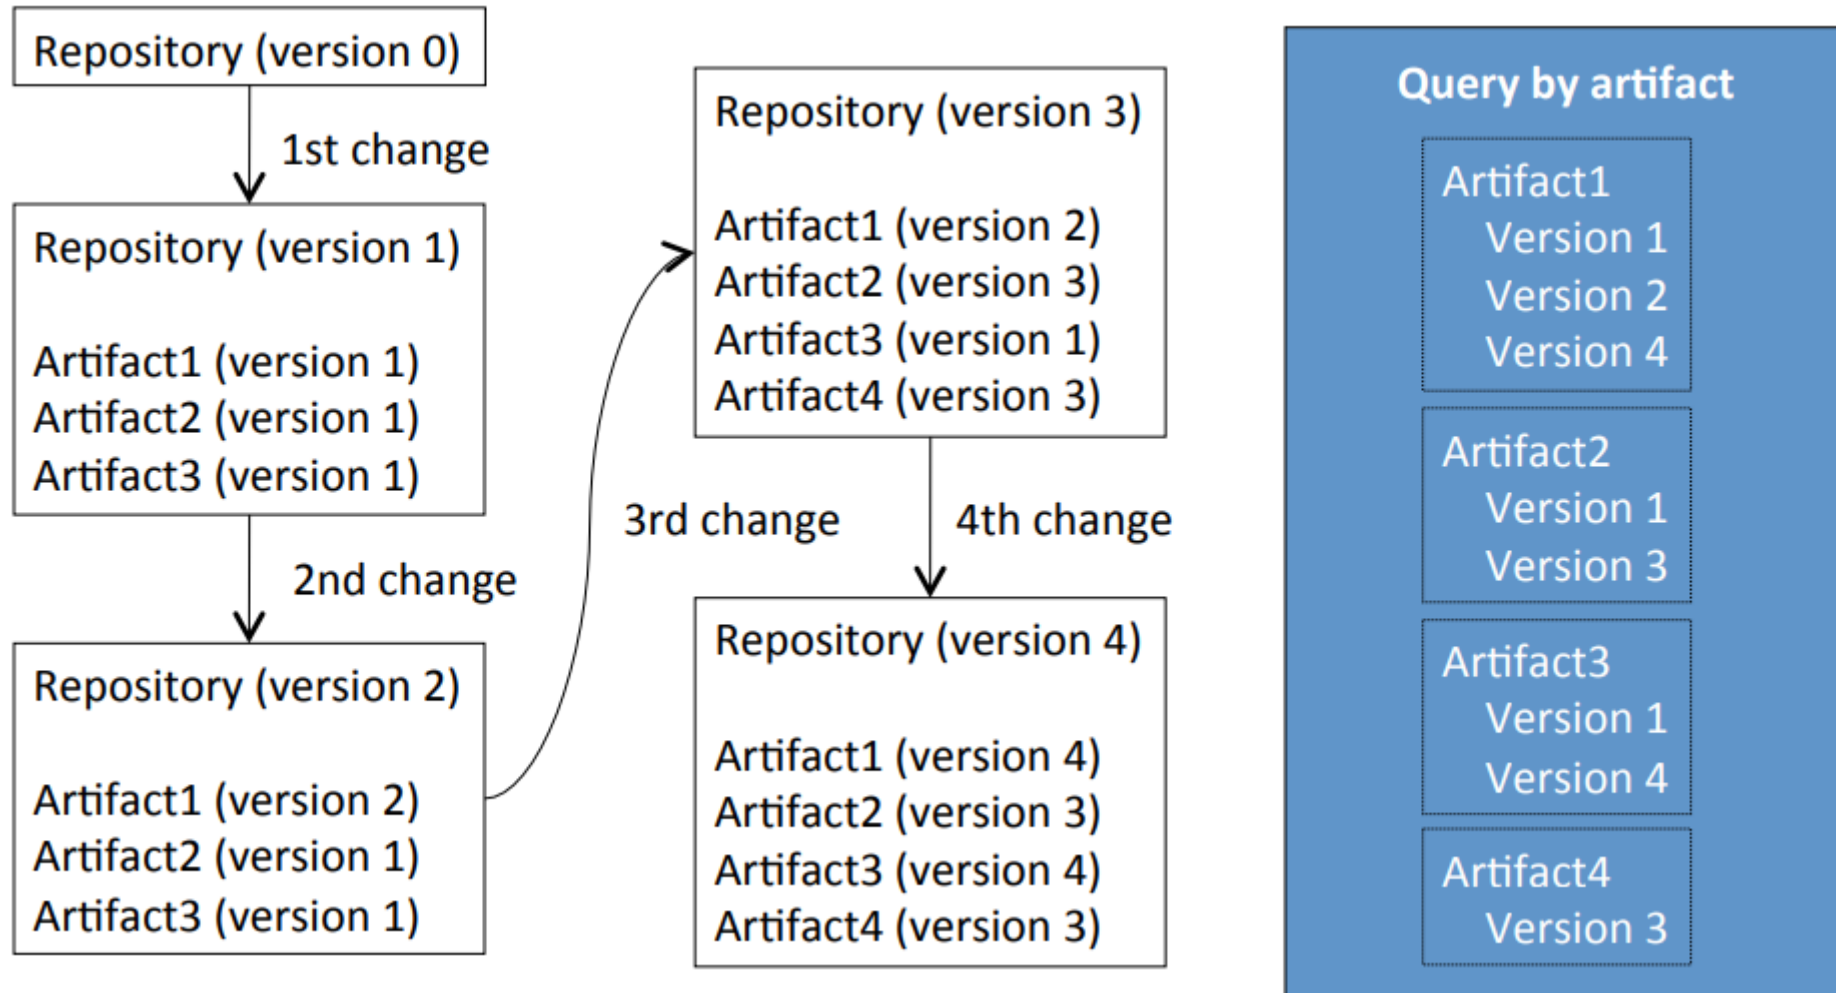 Repository (version 0)
1st change
Repository (version 1)
Artifact1 (version 1)
Artifact2 (version 1)
Artifact3 (version 1)
2nd change
Repository (version 2)
Artifact1 (version 2)
Artifact2 (version 1)
Artifact3 (version 1)
3rd change
Repository (version 3)
Artifact1 (version 2)
Artifact2 (version 3)
Artifact3 (version 1)
Artifact4 (version 3)
4th change
Repository (version 4)
Artifact1 (version 4)
Artifact2 (version 3)
Artifact3 (version 4)
Artifact4 (version 3)
Query by artifact
Artifact1
Version 1
Version 2
Version 4
Artifact2
Version 1
Version 3
Artifact3
Version 1
Version 4
Artifact4
Version 3